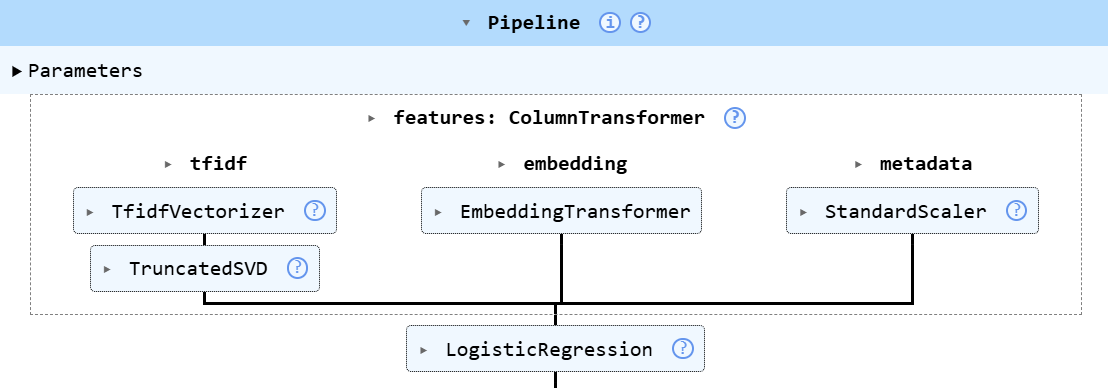 Pipeline i ?
Parameters
features: ColumnTransformer ?
tfidf embedding metadata
TfidfVectorizer ? EmbeddingTransformer StandardScaler ?
TruncatedSVD ?
LogisticRegression ?